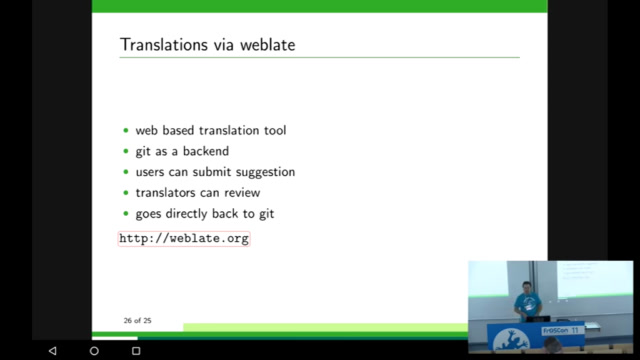 Translations via weblate
web based translation tool
git as a backend
users can submit suggestion
translators can review
goes directly back to git
http://weblate.org
26 of 25
FrOSCon 11